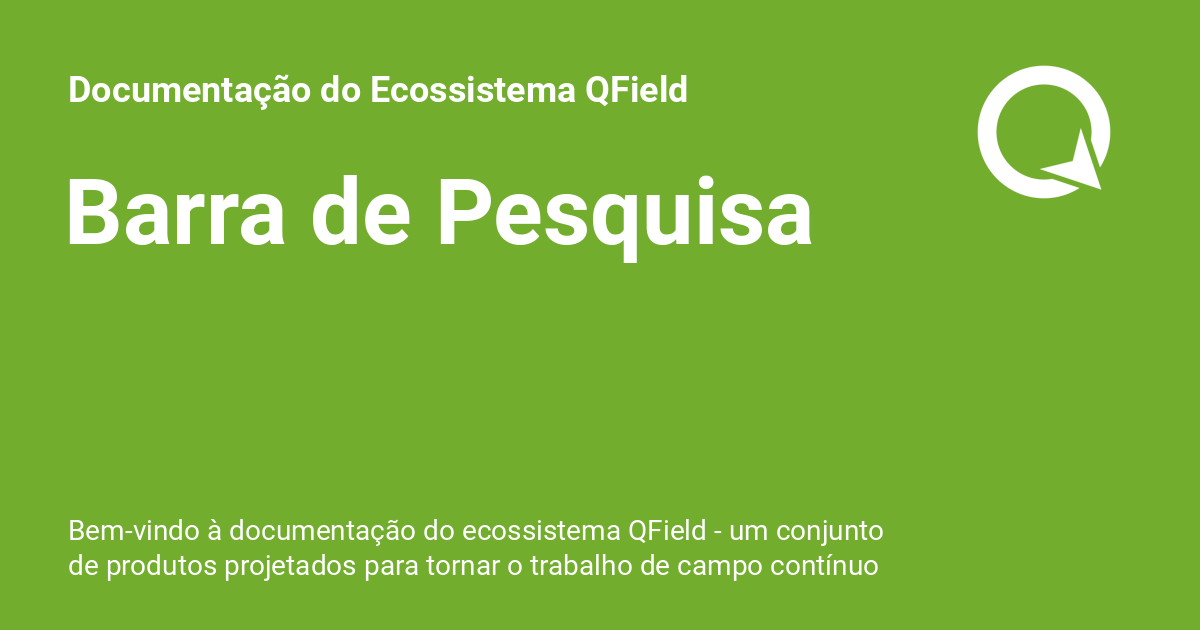 Documentação do Ecossistema QField
Barra de Pesquisa
Bem-vindo à documentação do ecossistema QField - um conjunto
de produtos projetados para tornar o trabalho de campo contínuo